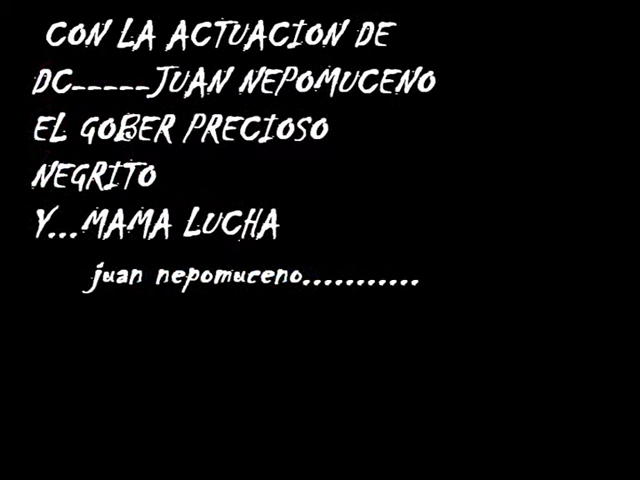 CON LA ACTUACION DE
DC-----JUAN NEPOMUCENO
EL GOBER PRECIOSO
NEGRITO
Y...MAMA LUCHA
juan nepomuceno...........